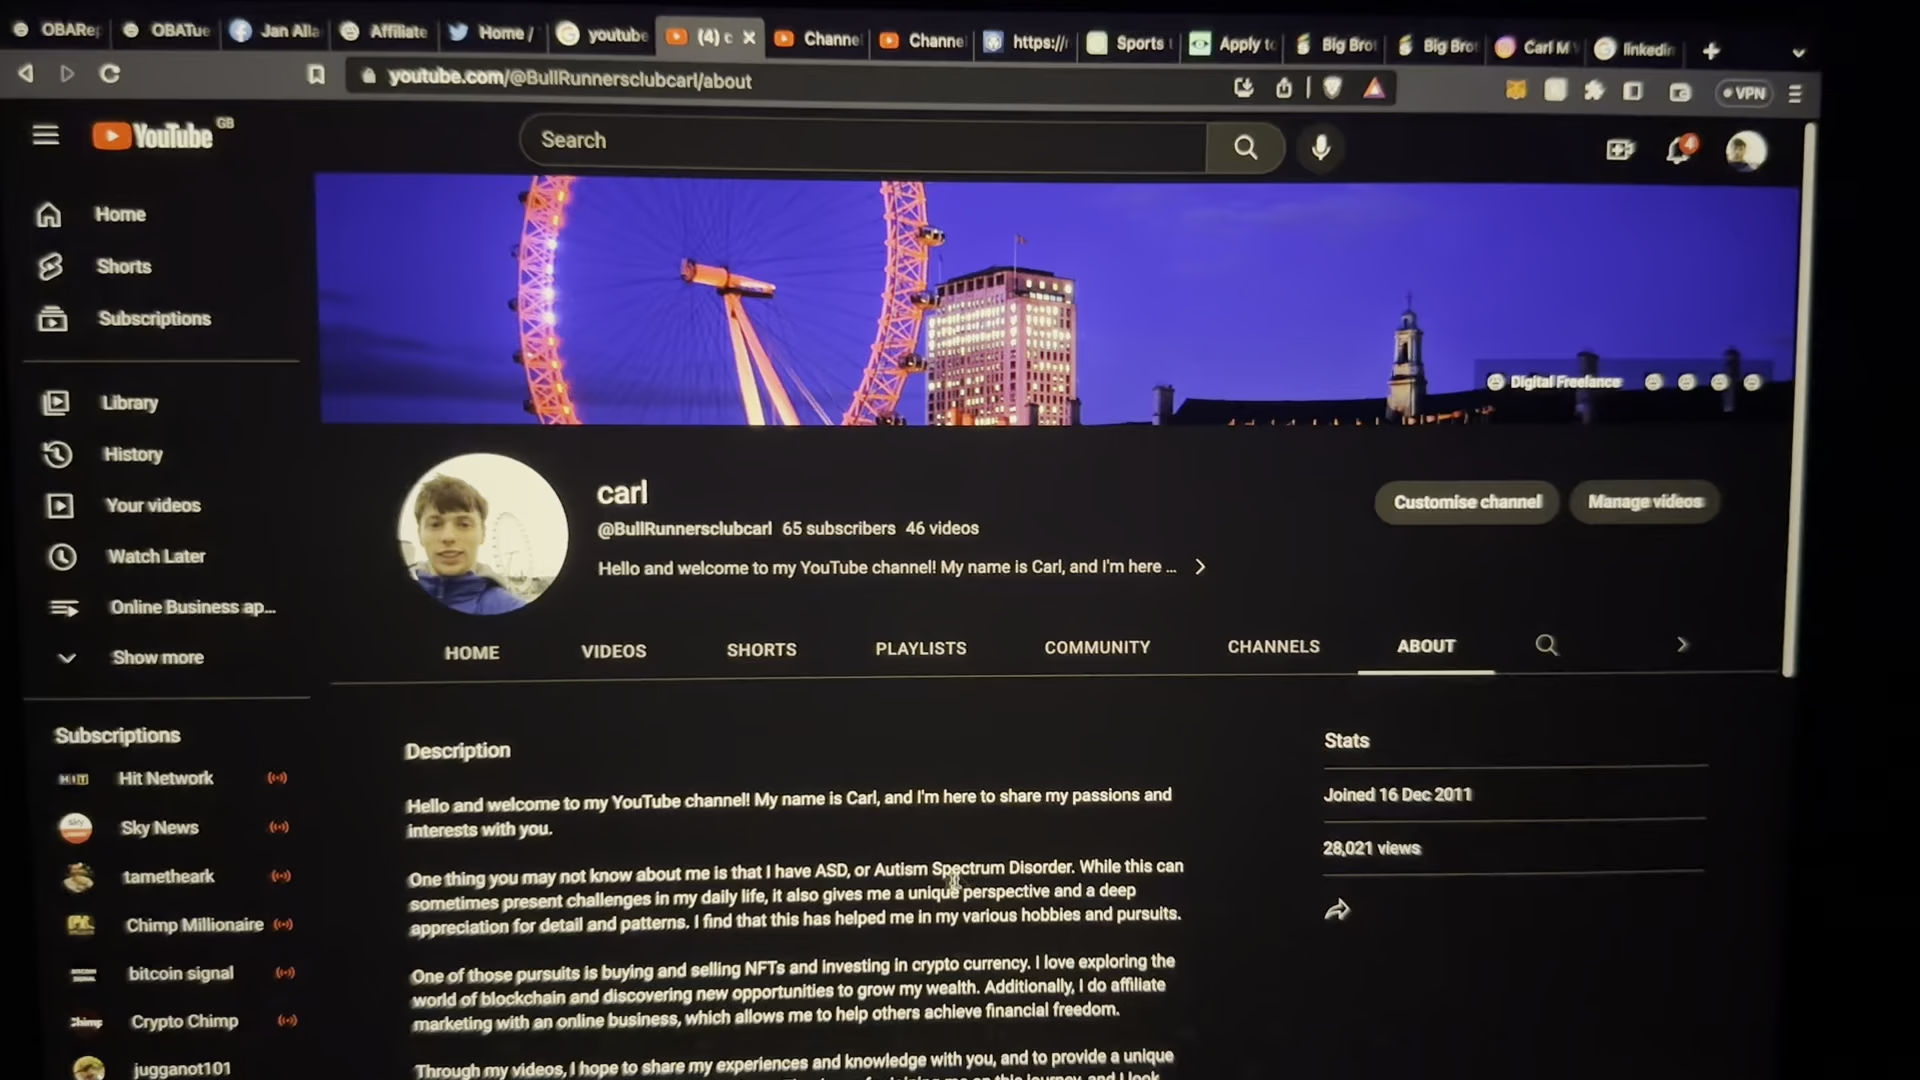 OBARep
OBATue
Jan Alla
Affiliate
Home /
youtube
(4) c
Channe
Channe
https://
Sports
Apply to
Big Bro
Big Bro
Carl M
linkedin
youtube.com/@BullRunnersclubcarl/about
VPN
YouTube GB
Search
4
Home
Shorts
Subscriptions
Library
History
Your videos
Watch Later
Online Business ap...
Show more
Digital Freelance
carl
@BullRunnersclubcarl 65 subscribers 46 videos
Hello and welcome to my YouTube channel! My name is Carl, and I'm here ...
Customise channel
Manage videos
HOME VIDEOS SHORTS PLAYLISTS COMMUNITY CHANNELS ABOUT
Subscriptions
Hit Network
Sky News
tametheark
Chimp Millionaire
bitcoin signal
Crypto Chimp
jugganot101
Description
Hello and welcome to my YouTube channel! My name is Carl, and I'm here to share my passions and
interests with you.
One thing you may not know about me is that I have ASD, or Autism Spectrum Disorder. While this can
sometimes present challenges in my daily life, it also gives me a unique perspective and a deep
appreciation for detail and patterns. I find that this has helped me in my various hobbies and pursuits.
One of those pursuits is buying and selling NFTs and investing in crypto currency. I love exploring the
world of blockchain and discovering new opportunities to grow my wealth. Additionally, I do affiliate
marketing with an online business, which allows me to help others achieve financial freedom.
Through my videos, I hope to share my experiences and knowledge with you, and to provide a unique
Stats
Joined 16 Dec 2011
28,021 views